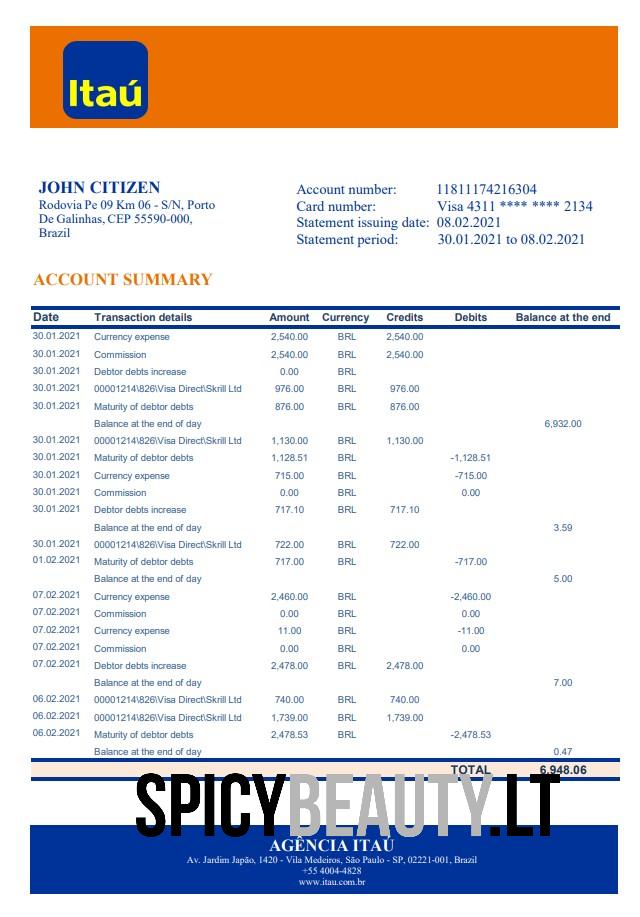 Itaú
JOHN CITIZEN
Rodovia Pe 09 Km 06 - S/N, Porto
De Galinhas, CEP 55590-000,
Brazil
Account number: 11811174216304
Card number: Visa 4311 **** **** 2134
Statement issuing date: 08.02.2021
Statement period: 30.01.2021 to 08.02.2021
ACCOUNT SUMMARY
Date Transaction details Amount Currency Credits Debits Balance at the end
30.01.2021 Currency expense 2,540.00 BRL 2,540.00
30.01.2021 Commission 2,540.00 BRL 2,540.00
30.01.2021 Debtor debts increase 0.00 BRL
30.01.2021 00001214\826\Visa Direct\Skrill Ltd 976.00 BRL 976.00
30.01.2021 Maturity of debtor debts 876.00 BRL 876.00
Balance at the end of day 6,932.00
30.01.2021 00001214\826\Visa Direct\Skrill Ltd 1,130.00 BRL 1,130.00
30.01.2021 Maturity of debtor debts 1,128.51 BRL -1,128.51
30.01.2021 Currency expense 715.00 BRL -715.00
30.01.2021 Commission 0.00 BRL 0.00
30.01.2021 Debtor debts increase 717.10 BRL 717.10
Balance at the end of day 3.59
30.01.2021 00001214\826\Visa Direct\Skrill Ltd 722.00 BRL 722.00
01.02.2021 Maturity of debtor debts 717.00 BRL -717.00
Balance at the end of day 5.00
07.02.2021 Currency expense 2,460.00 BRL -2,460.00
07.02.2021 Commission 0.00 BRL 0.00
07.02.2021 Currency expense 11.00 BRL -11.00
07.02.2021 Commission 0.00 BRL 0.00
07.02.2021 Debtor debts increase 2,478.00 BRL 2,478.00
Balance at the end of day 7.00
06.02.2021 00001214\826\Visa Direct\Skrill Ltd 740.00 BRL 740.00
06.02.2021 00001214\826\Visa Direct\Skrill Ltd 1,739.00 BRL 1,739.00
06.02.2021 Maturity of debtor debts 2,478.53 BRL -2,478.53
Balance at the end of day 0.47
TOTAL 6,948.06
SPICYBEAUTY.LT
AGÊNCIA ITAÚ
Av. Jardim Japão, 1420 - Vila Medeiros, São Paulo - SP, 02221-001, Brazil
+55 4004-4828
www.itau.com.br